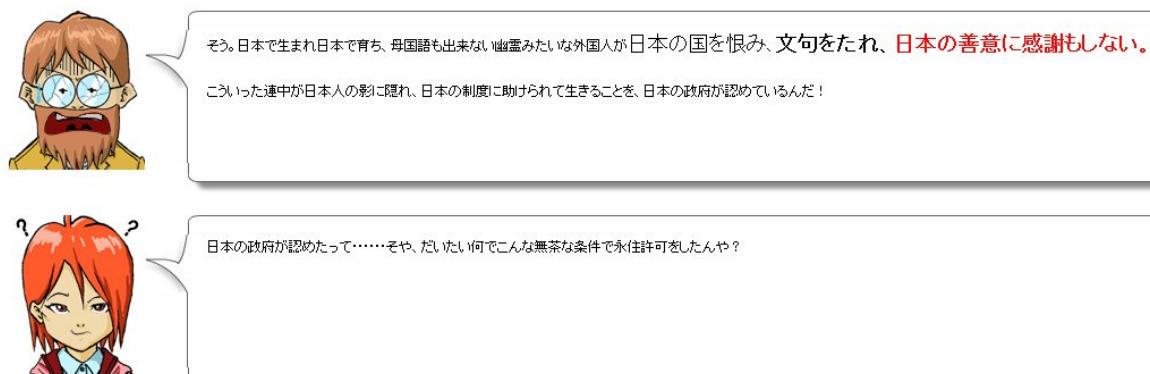 そう。日本で生まれ日本で育ち、母国語も出来ない幽霊みたいな外国人が日本の国を恨み、文句をたれ、日本の善意に感謝もしない。
こういった連中が日本人の影に隠れ、日本の制度に助けられて生きることを、日本の政府が認めているんだ！
? ?
日本の政府が認めたって……そや、だいたい何でこんな無茶な条件で永住許可をしたんや？